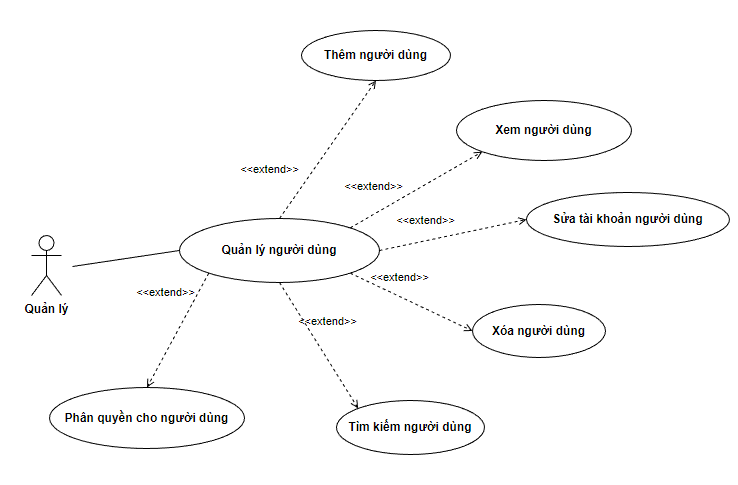 Thêm người dùng
Xem người dùng
<<extend>>
<<extend>>
Sửa tài khoản người dùng
<<extend>>
Quản lý người dùng
<<extend>>
<<extend>>
Quản lý
<<extend>>
Xóa người dùng
Phân quyền cho người dùng
Tìm kiếm người dùng